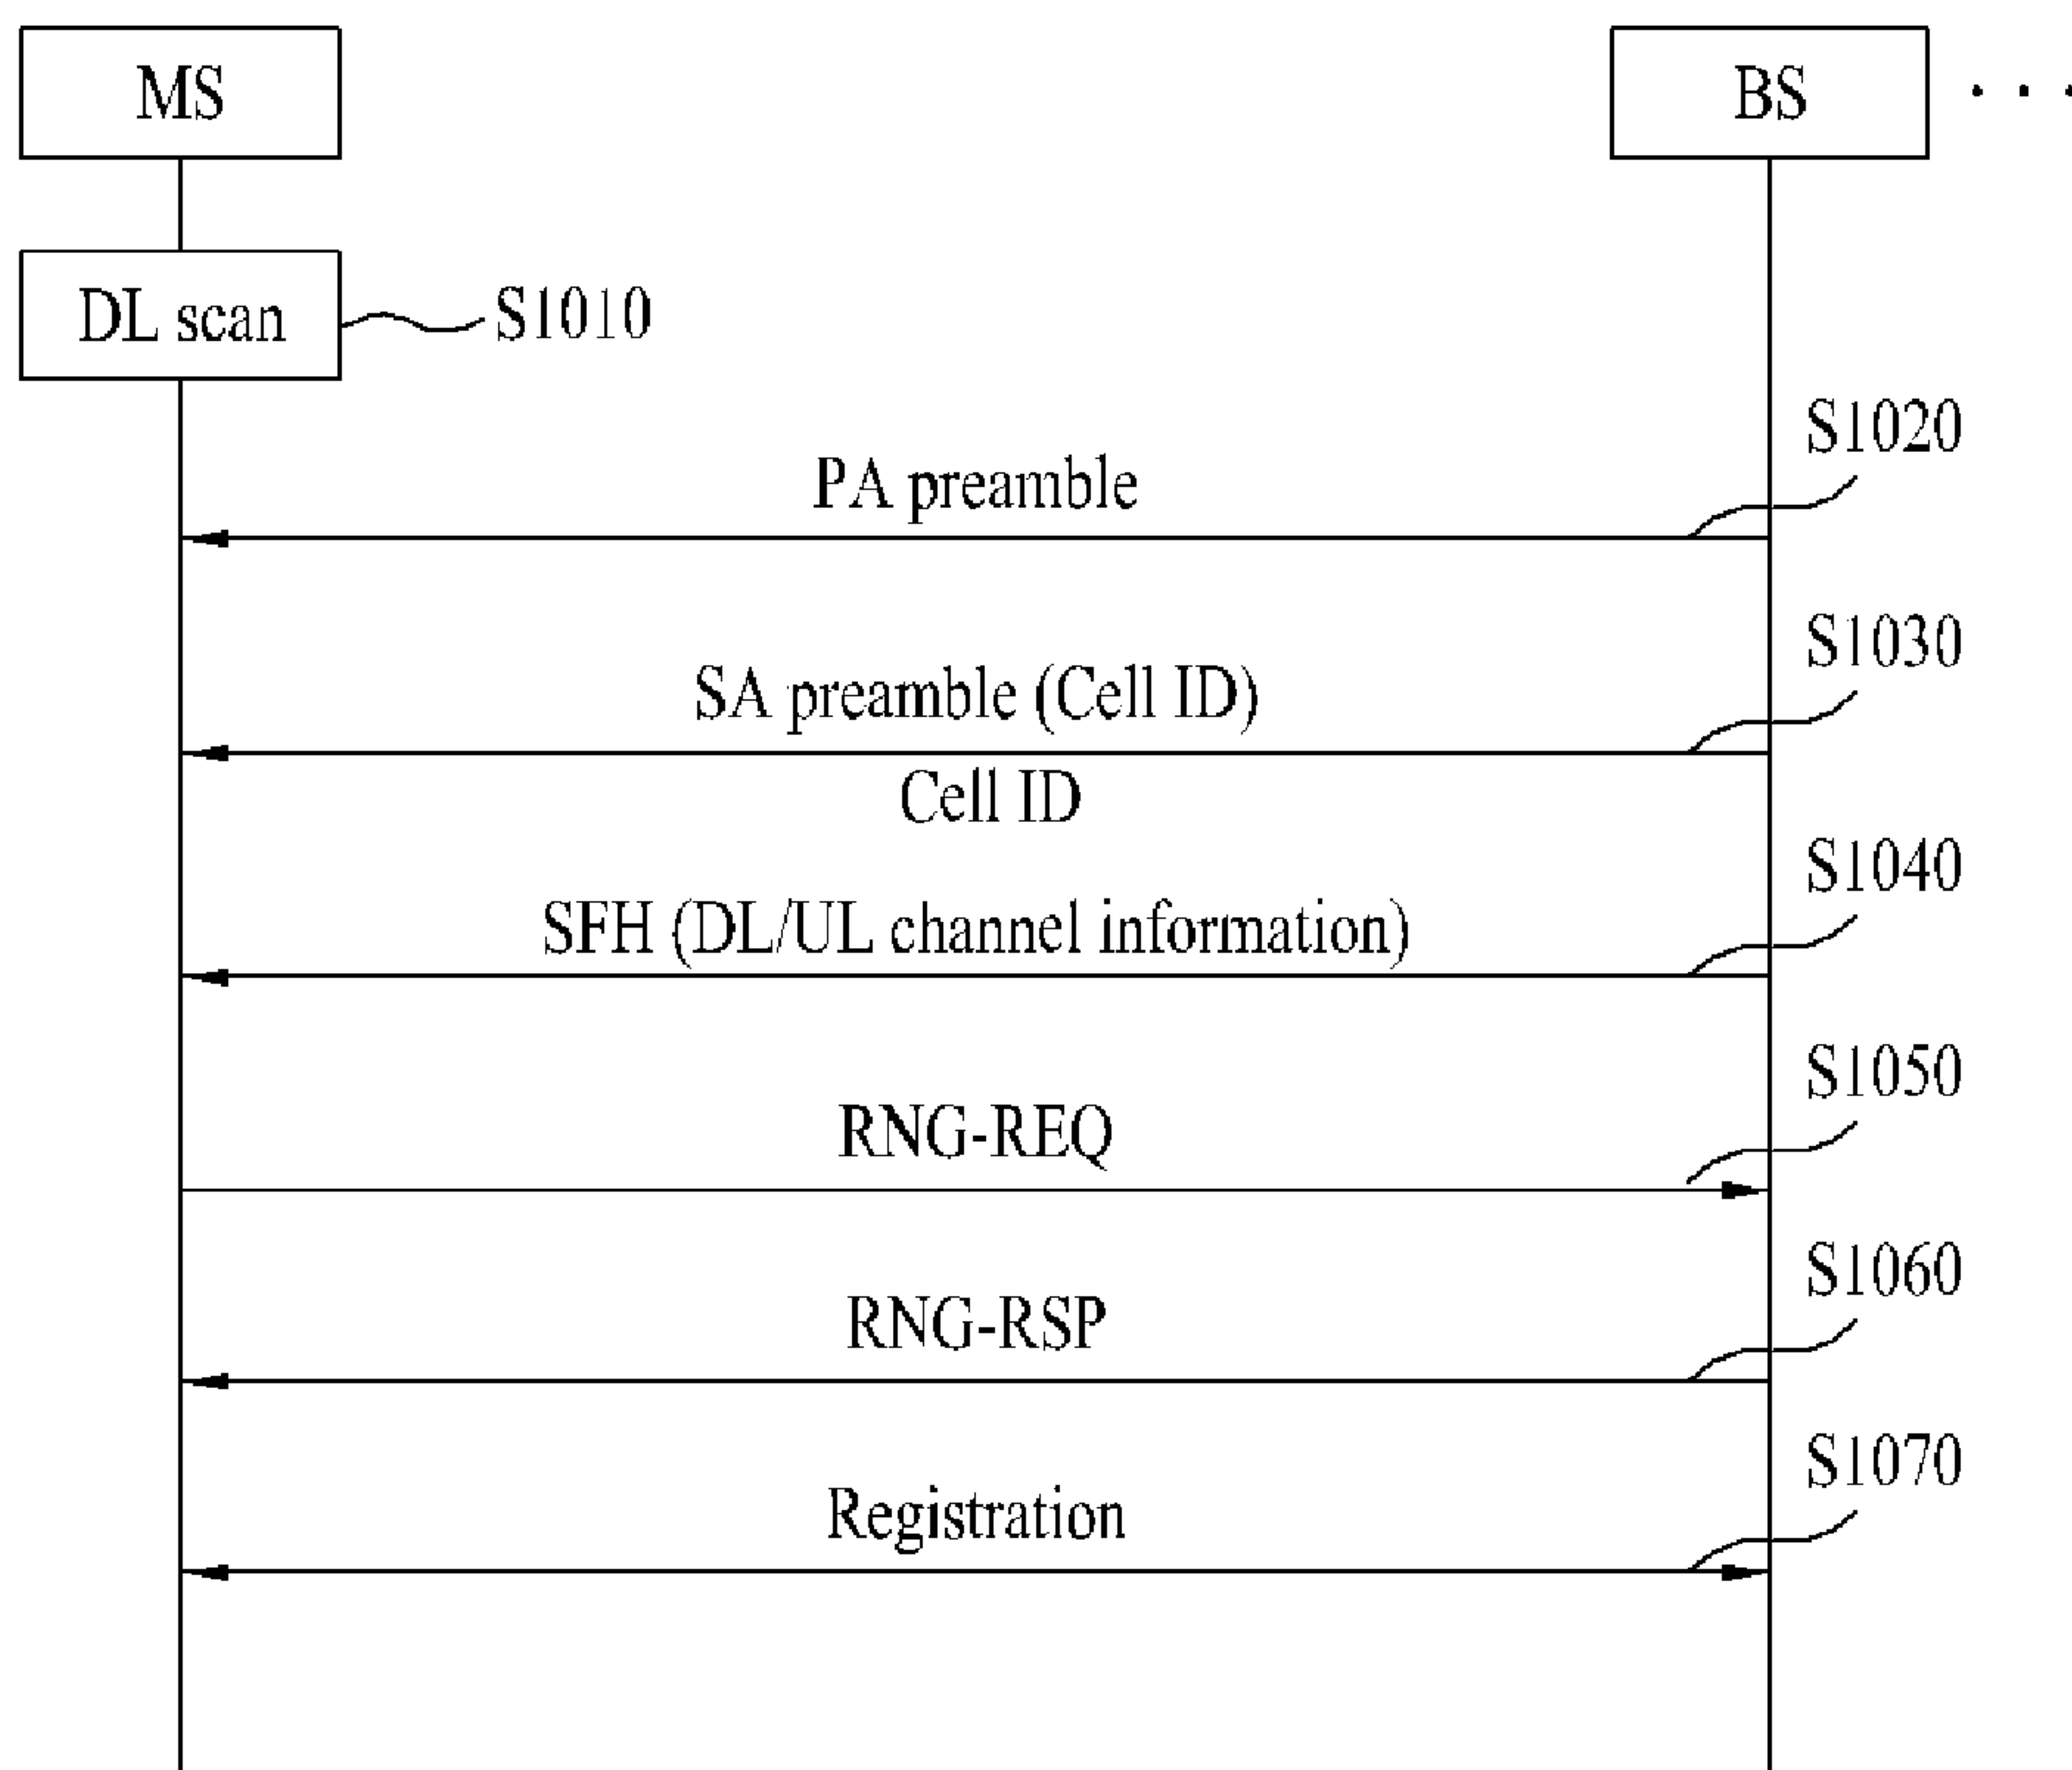 MS
BS
. . .
DL scan
S1010
S1020
PA preamble
S1030
SA preamble (Cell ID)
Cell ID
S1040
SFH (DL/UL channel information)
S1050
RNG-REQ
S1060
RNG-RSP
S1070
Registration